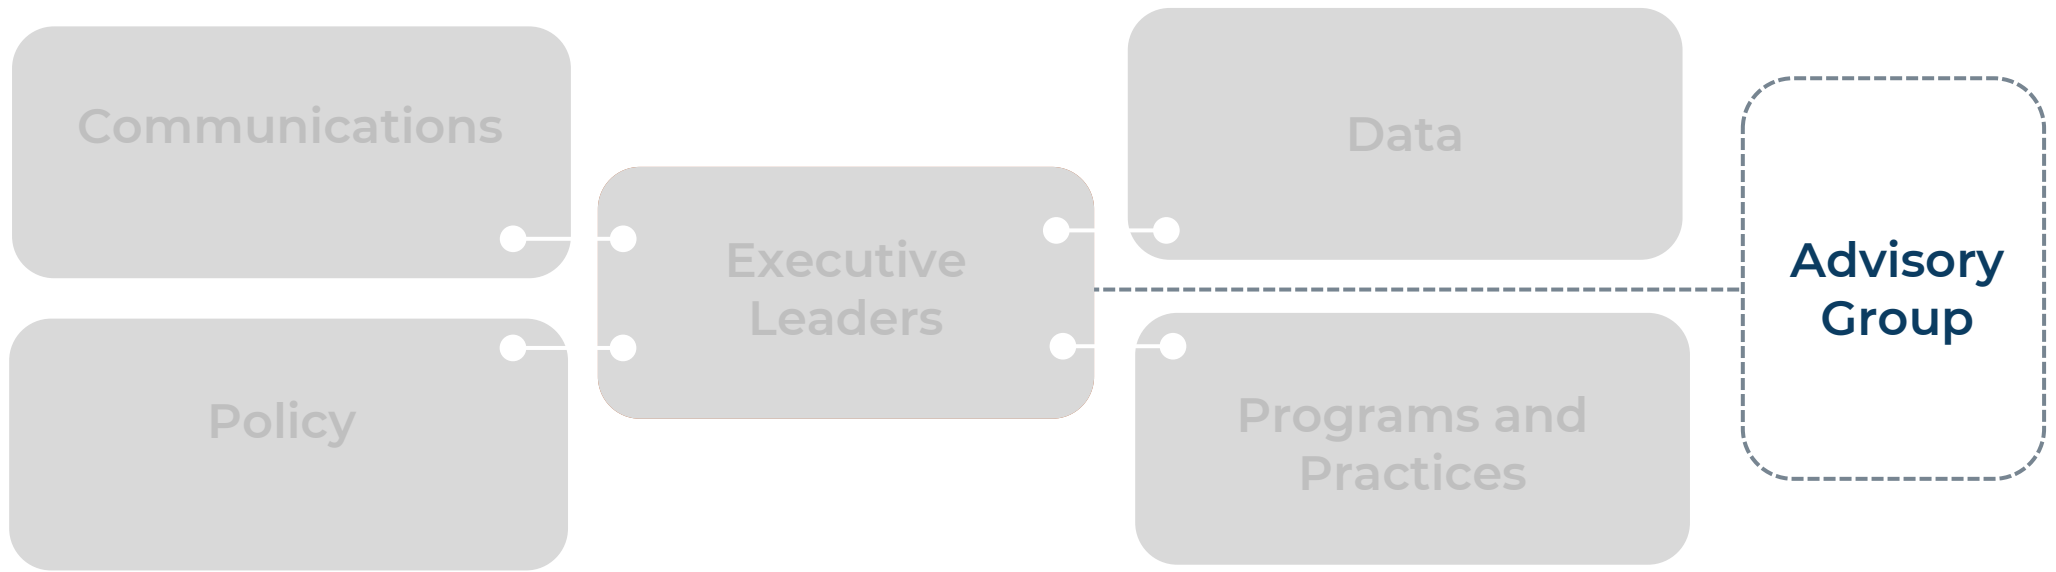 Communications
Data
Executive
Leaders
Advisory
Group
Policy
Programs and
Practices